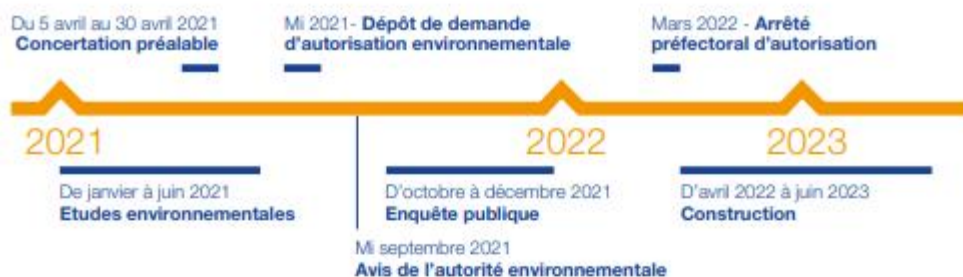 Du 5 avril au 30 avril 2021
Concertation préalable
Mi 2021- Dépôt de demande
d'autorisation environnementale
Mars 2022 - Arrêté
préfectoral d'autorisation
2021
2022
2023
De janvier à juin 2021
Etudes environnementales
D'octobre à décembre 2021
Enquête publique
D'avril 2022 à juin 2023
Construction
Mi septembre 2021
Avis de l'autorité environnementale